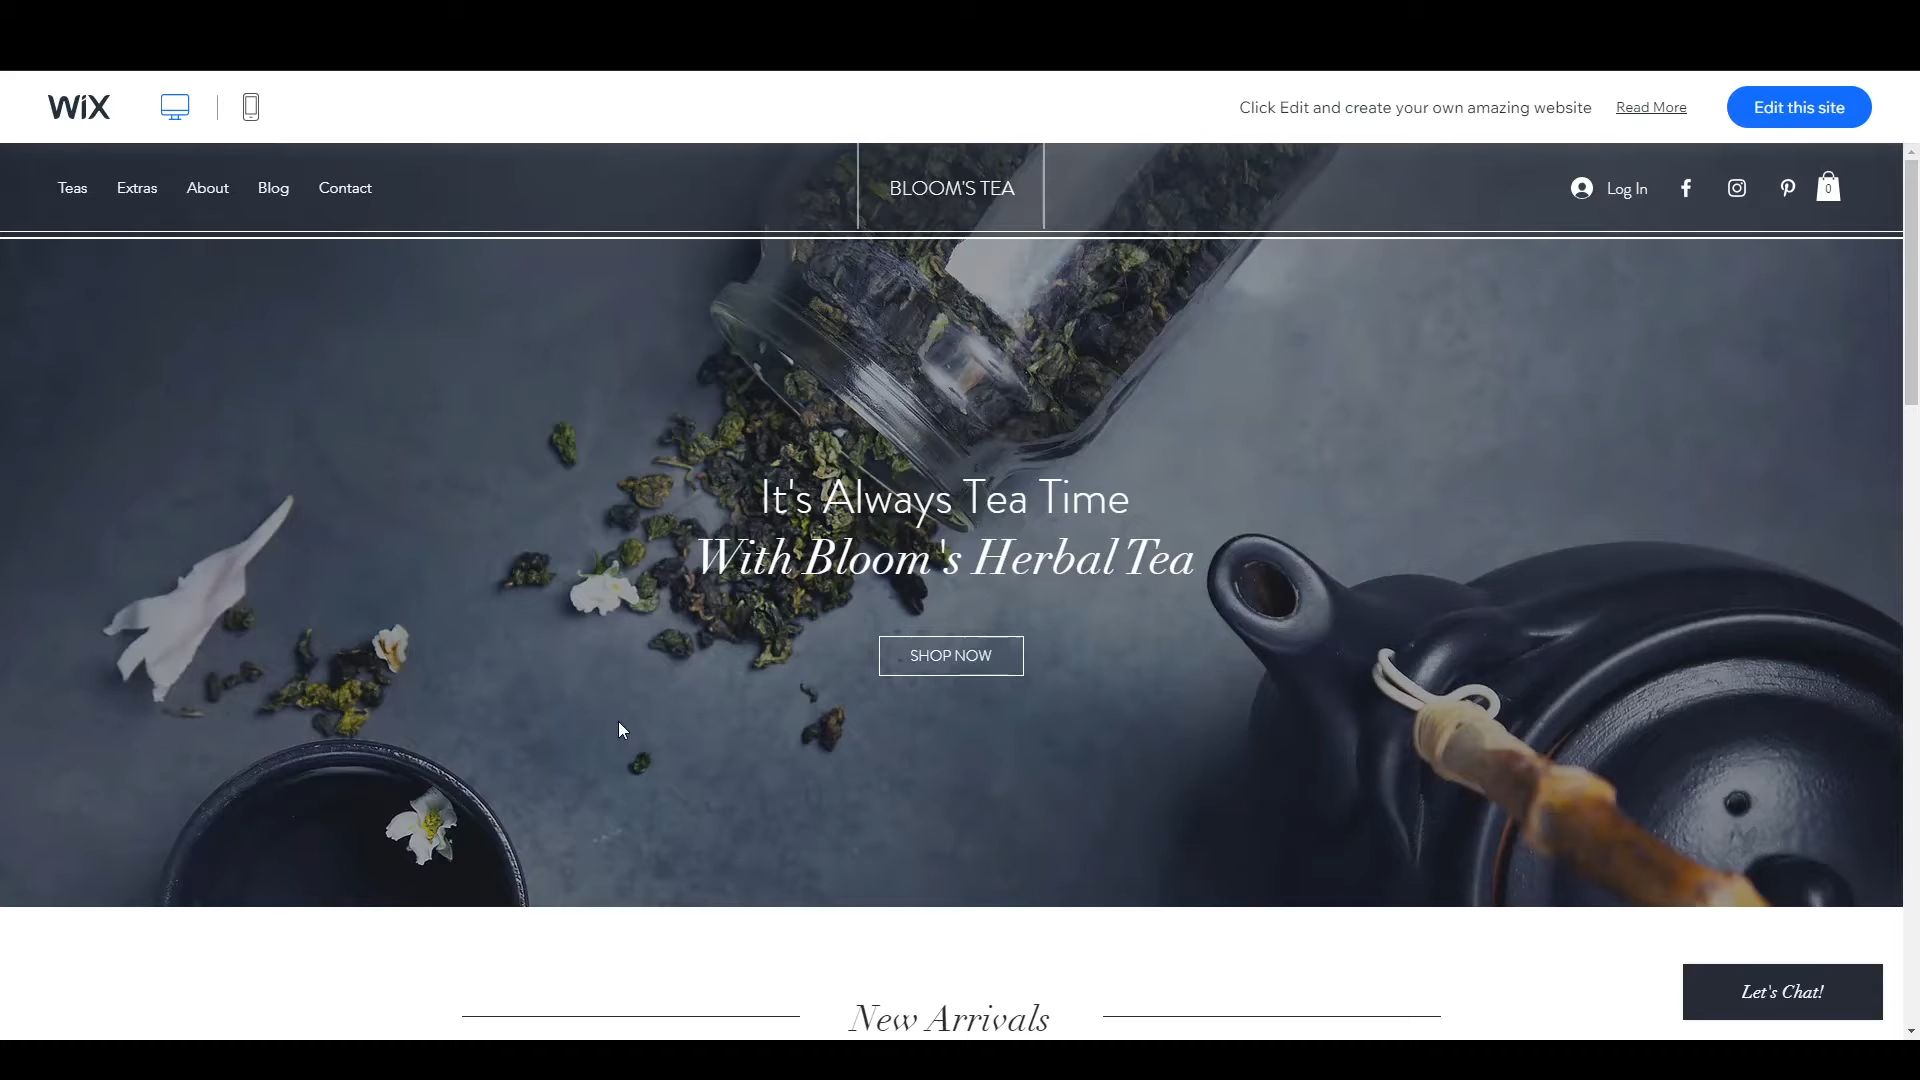 WiX
Click Edit and create your own amazing website Read More Edit this site
Teas Extras About Blog Contact BLOOM'S TEA Log In 0
It's Always Tea Time
With Bloom's Herbal Tea
SHOP NOW
Let's Chat!
New Arrivals